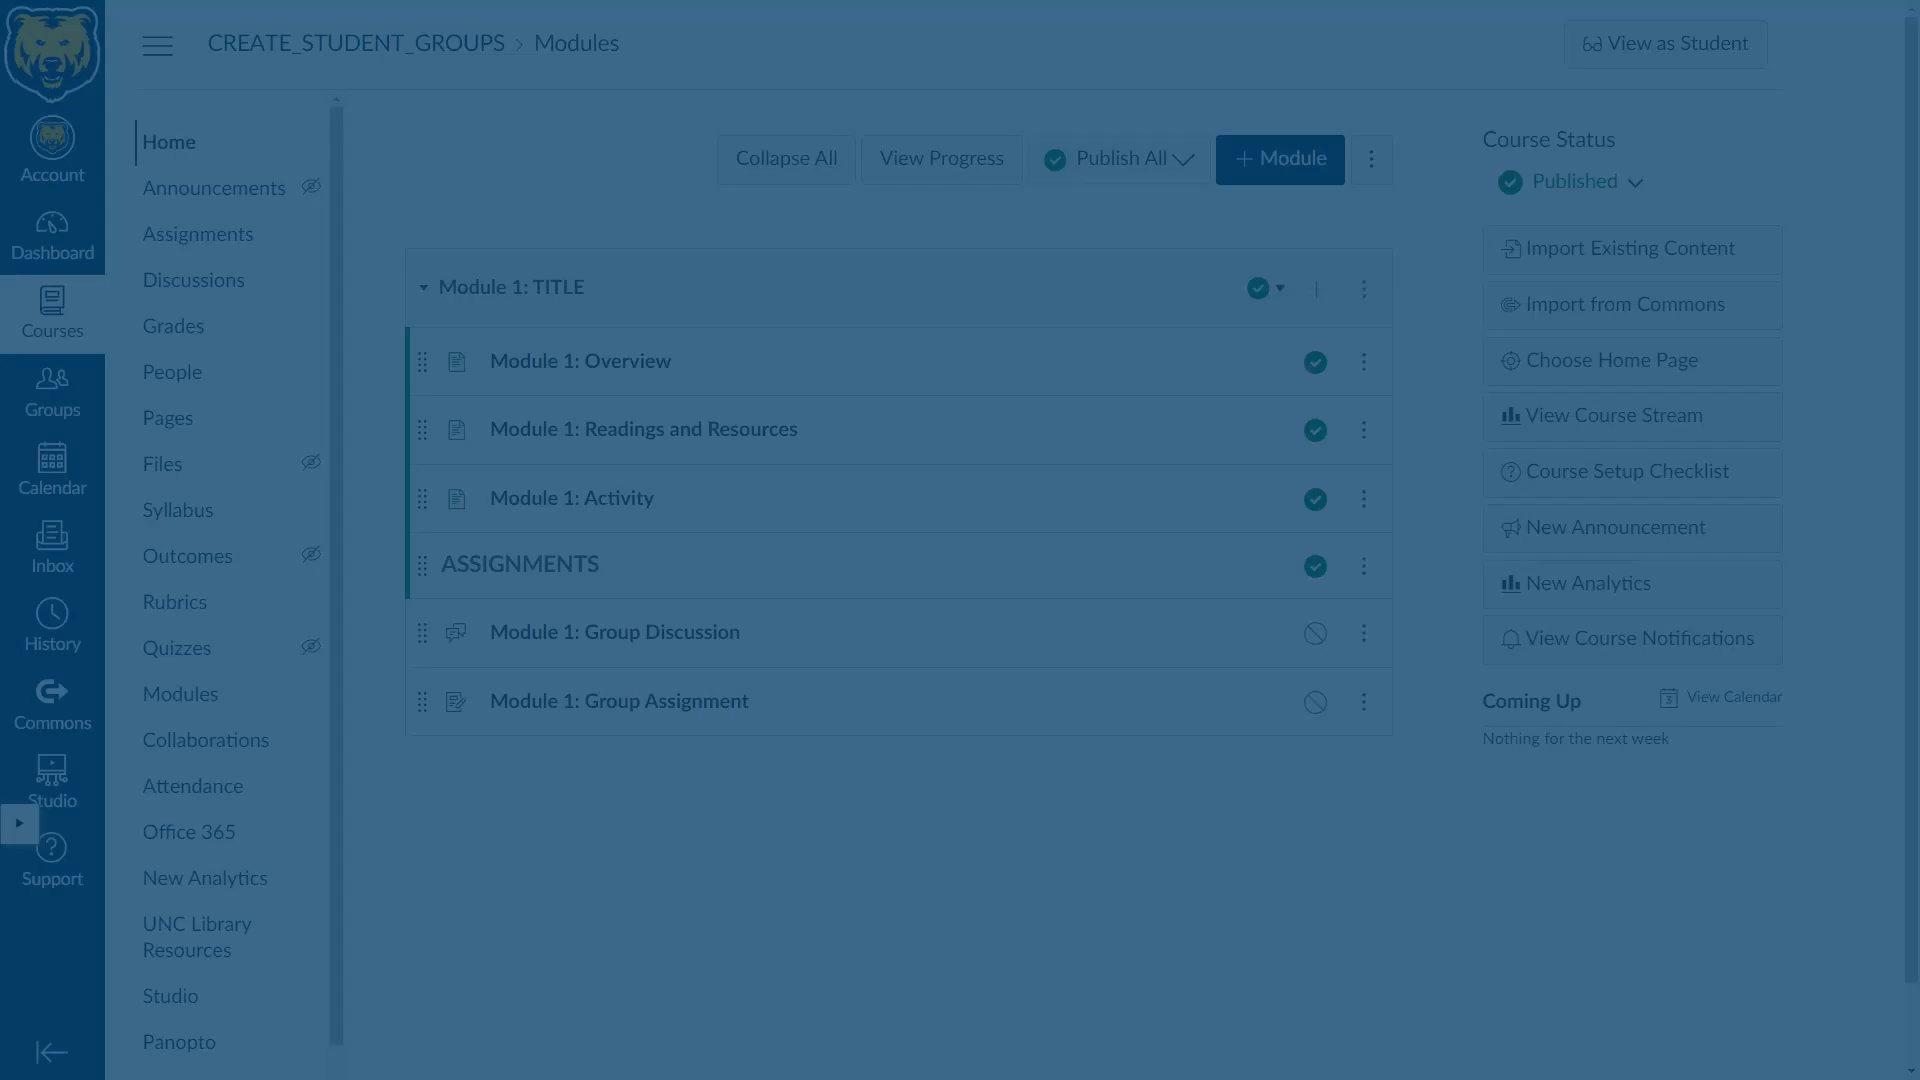 CREATE_STUDENT_GROUPS > Modules
View as Student
Account
Dashboard
Courses
Groups
Calendar
Inbox
History
Commons
Studio
Support
Home
Announcements
Assignments
Discussions
Grades
People
Pages
Files
Syllabus
Outcomes
Rubrics
Quizzes
Modules
Collaborations
Attendance
Office 365
New Analytics
UNC Library
Resources
Studio
Panopto
Collapse All
View Progress
Publish All
+ Module
Module 1: TITLE
Module 1: Overview
Module 1: Readings and Resources
Module 1: Activity
ASSIGNMENTS
Module 1: Group Discussion
Module 1: Group Assignment
Course Status
Published
Import Existing Content
Import from Commons
Choose Home Page
View Course Stream
Course Setup Checklist
New Announcement
New Analytics
View Course Notifications
Coming Up
3 View Calendar
Nothing for the next week